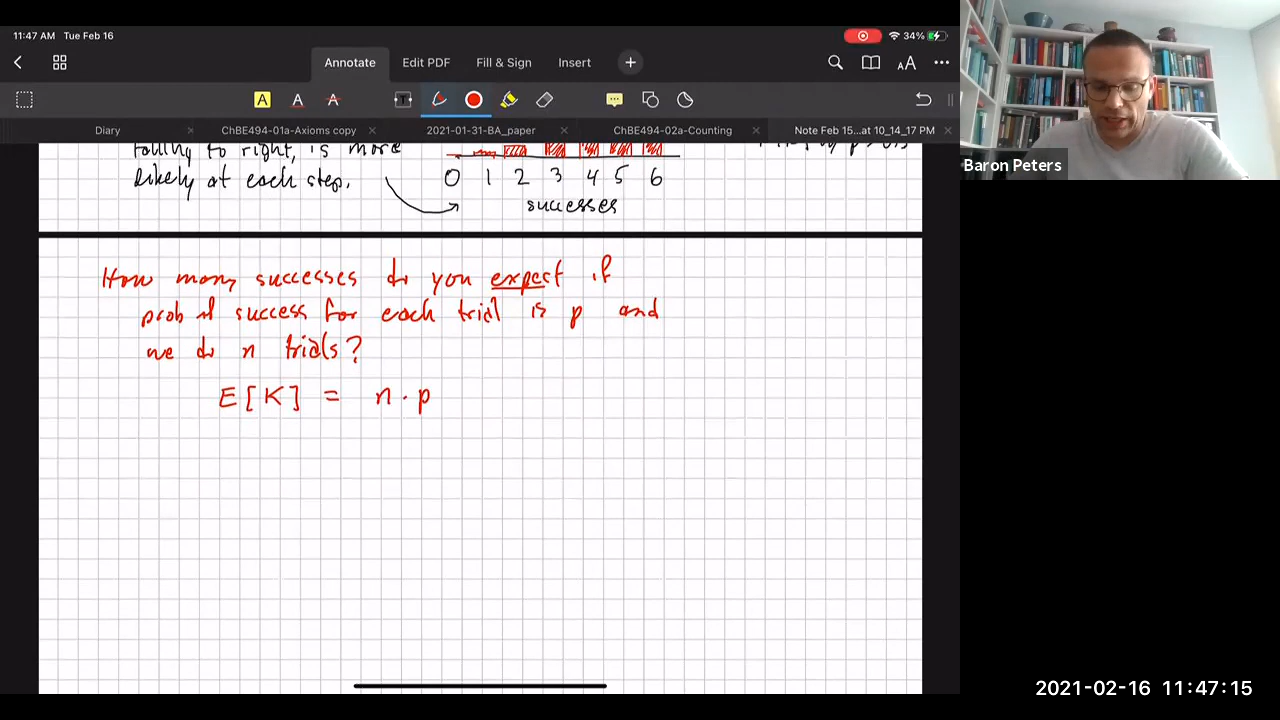 11:47 AM Tue Feb 16
34%
Annotate
Edit PDF
Fill & Sign
Insert
Diary
ChBE494-01a-Axioms copy
2021-01-31-BA_paper
ChBE494-02a-Counting
Note Feb 15...at 10_14_17 PM
falling to right, is more
likely at each step.
0 1 2 3 4 5 6
successes
How many successes do you expect if
prob of success for each trial is p and
we do n trials?
E[K] = n · p
Baron Peters
2021-02-16 11:47:15